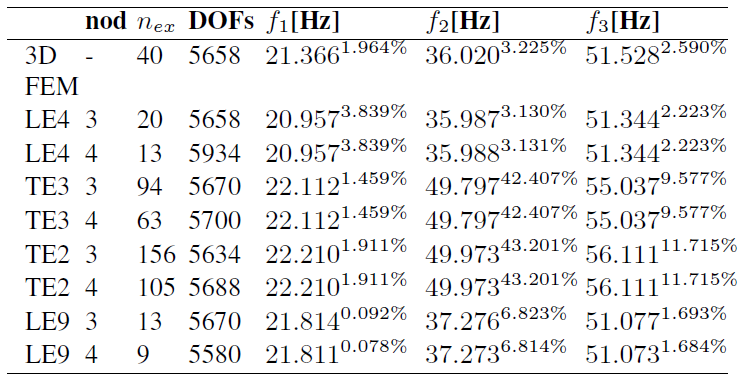 nod n_ex DOFs f_1[Hz] f_2[Hz] f_3[Hz]
3D - 40 5658 21.366^1.964% 36.020^3.225% 51.528^2.590%
FEM
LE4 3 20 5658 20.957^3.839% 35.987^3.130% 51.344^2.223%
LE4 4 13 5934 20.957^3.839% 35.988^3.131% 51.344^2.223%
TE3 3 94 5670 22.112^1.459% 49.797^42.407% 55.037^9.577%
TE3 4 63 5700 22.112^1.459% 49.797^42.407% 55.037^9.577%
TE2 3 156 5634 22.210^1.911% 49.973^43.201% 56.111^11.715%
TE2 4 105 5688 22.210^1.911% 49.973^43.201% 56.111^11.715%
LE9 3 13 5670 21.814^0.092% 37.276^6.823% 51.077^1.693%
LE9 4 9 5580 21.811^0.078% 37.273^6.814% 51.073^1.684%